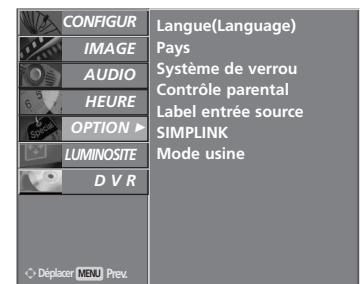 CONFIGUR
IMAGE
AUDIO
HEURE
OPTION ►
LUMINOSITE
D V R
Langue(Language)
Pays
Système de verrou
Contrôle parental
Label entrée source
SIMPLINK
Mode usine
Déplacer MENU Prev.